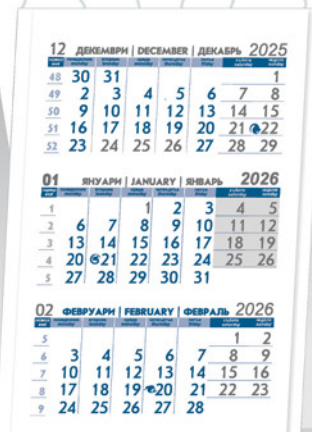 12 ДЕКЕМВРИ | DECEMBER | ДЕКАБРЬ 2025
48 30 31 1
49 2 3 4 5 6 7 8
50 9 10 11 12 13 14 15
51 16 17 18 19 20 21 22
52 23 24 25 26 27 28 29
01 ЯНУАРИ | JANUARY | ЯНВАРЬ 2026
1 1 2 3 4 5
2 6 7 8 9 10 11 12
3 13 14 15 16 17 18 19
4 20 21 22 23 24 25 26
5 27 28 29 30 31
02 ФЕВРУАРИ | FEBRUARY | ФЕВРАЛЬ 2026
5 1 2
6 3 4 5 6 7 8 9
7 10 11 12 13 14 15 16
8 17 18 19 20 21 22 23
9 24 25 26 27 28